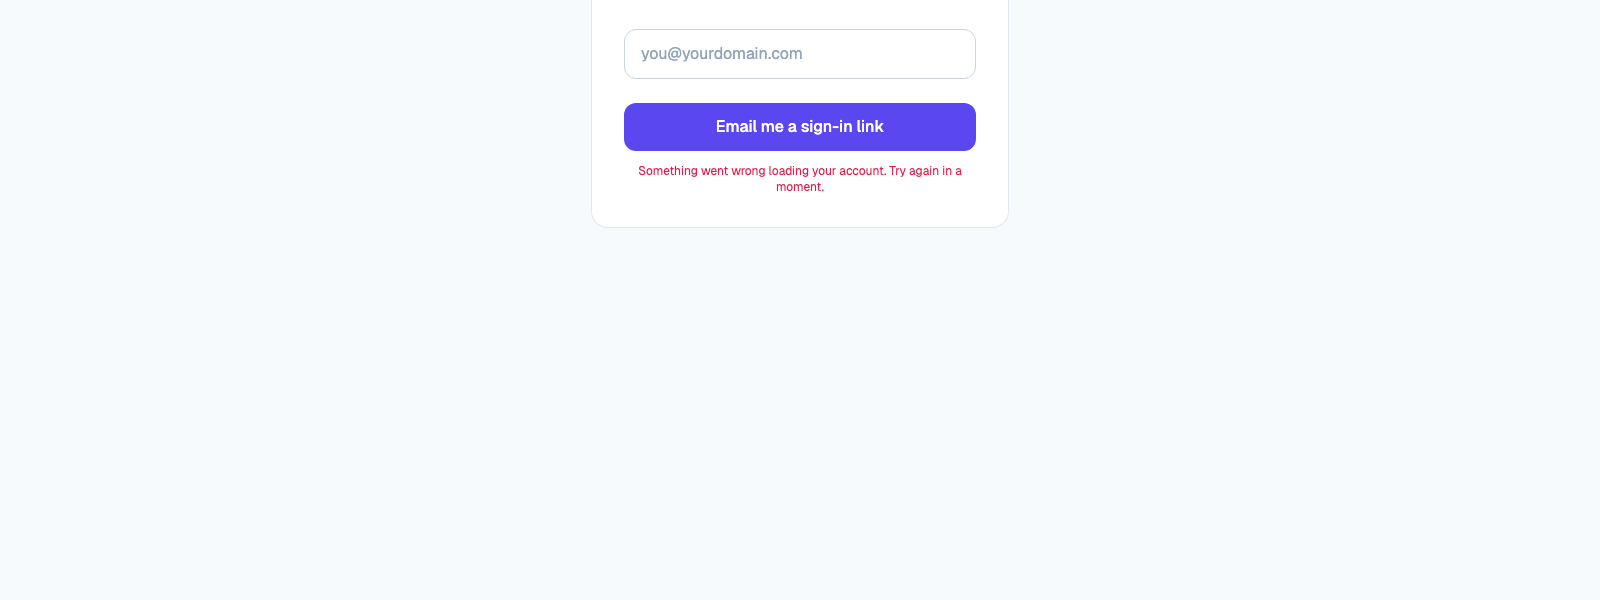 you@yourdomain.com
Email me a sign-in link
Something went wrong loading your account. Try again in a
moment.